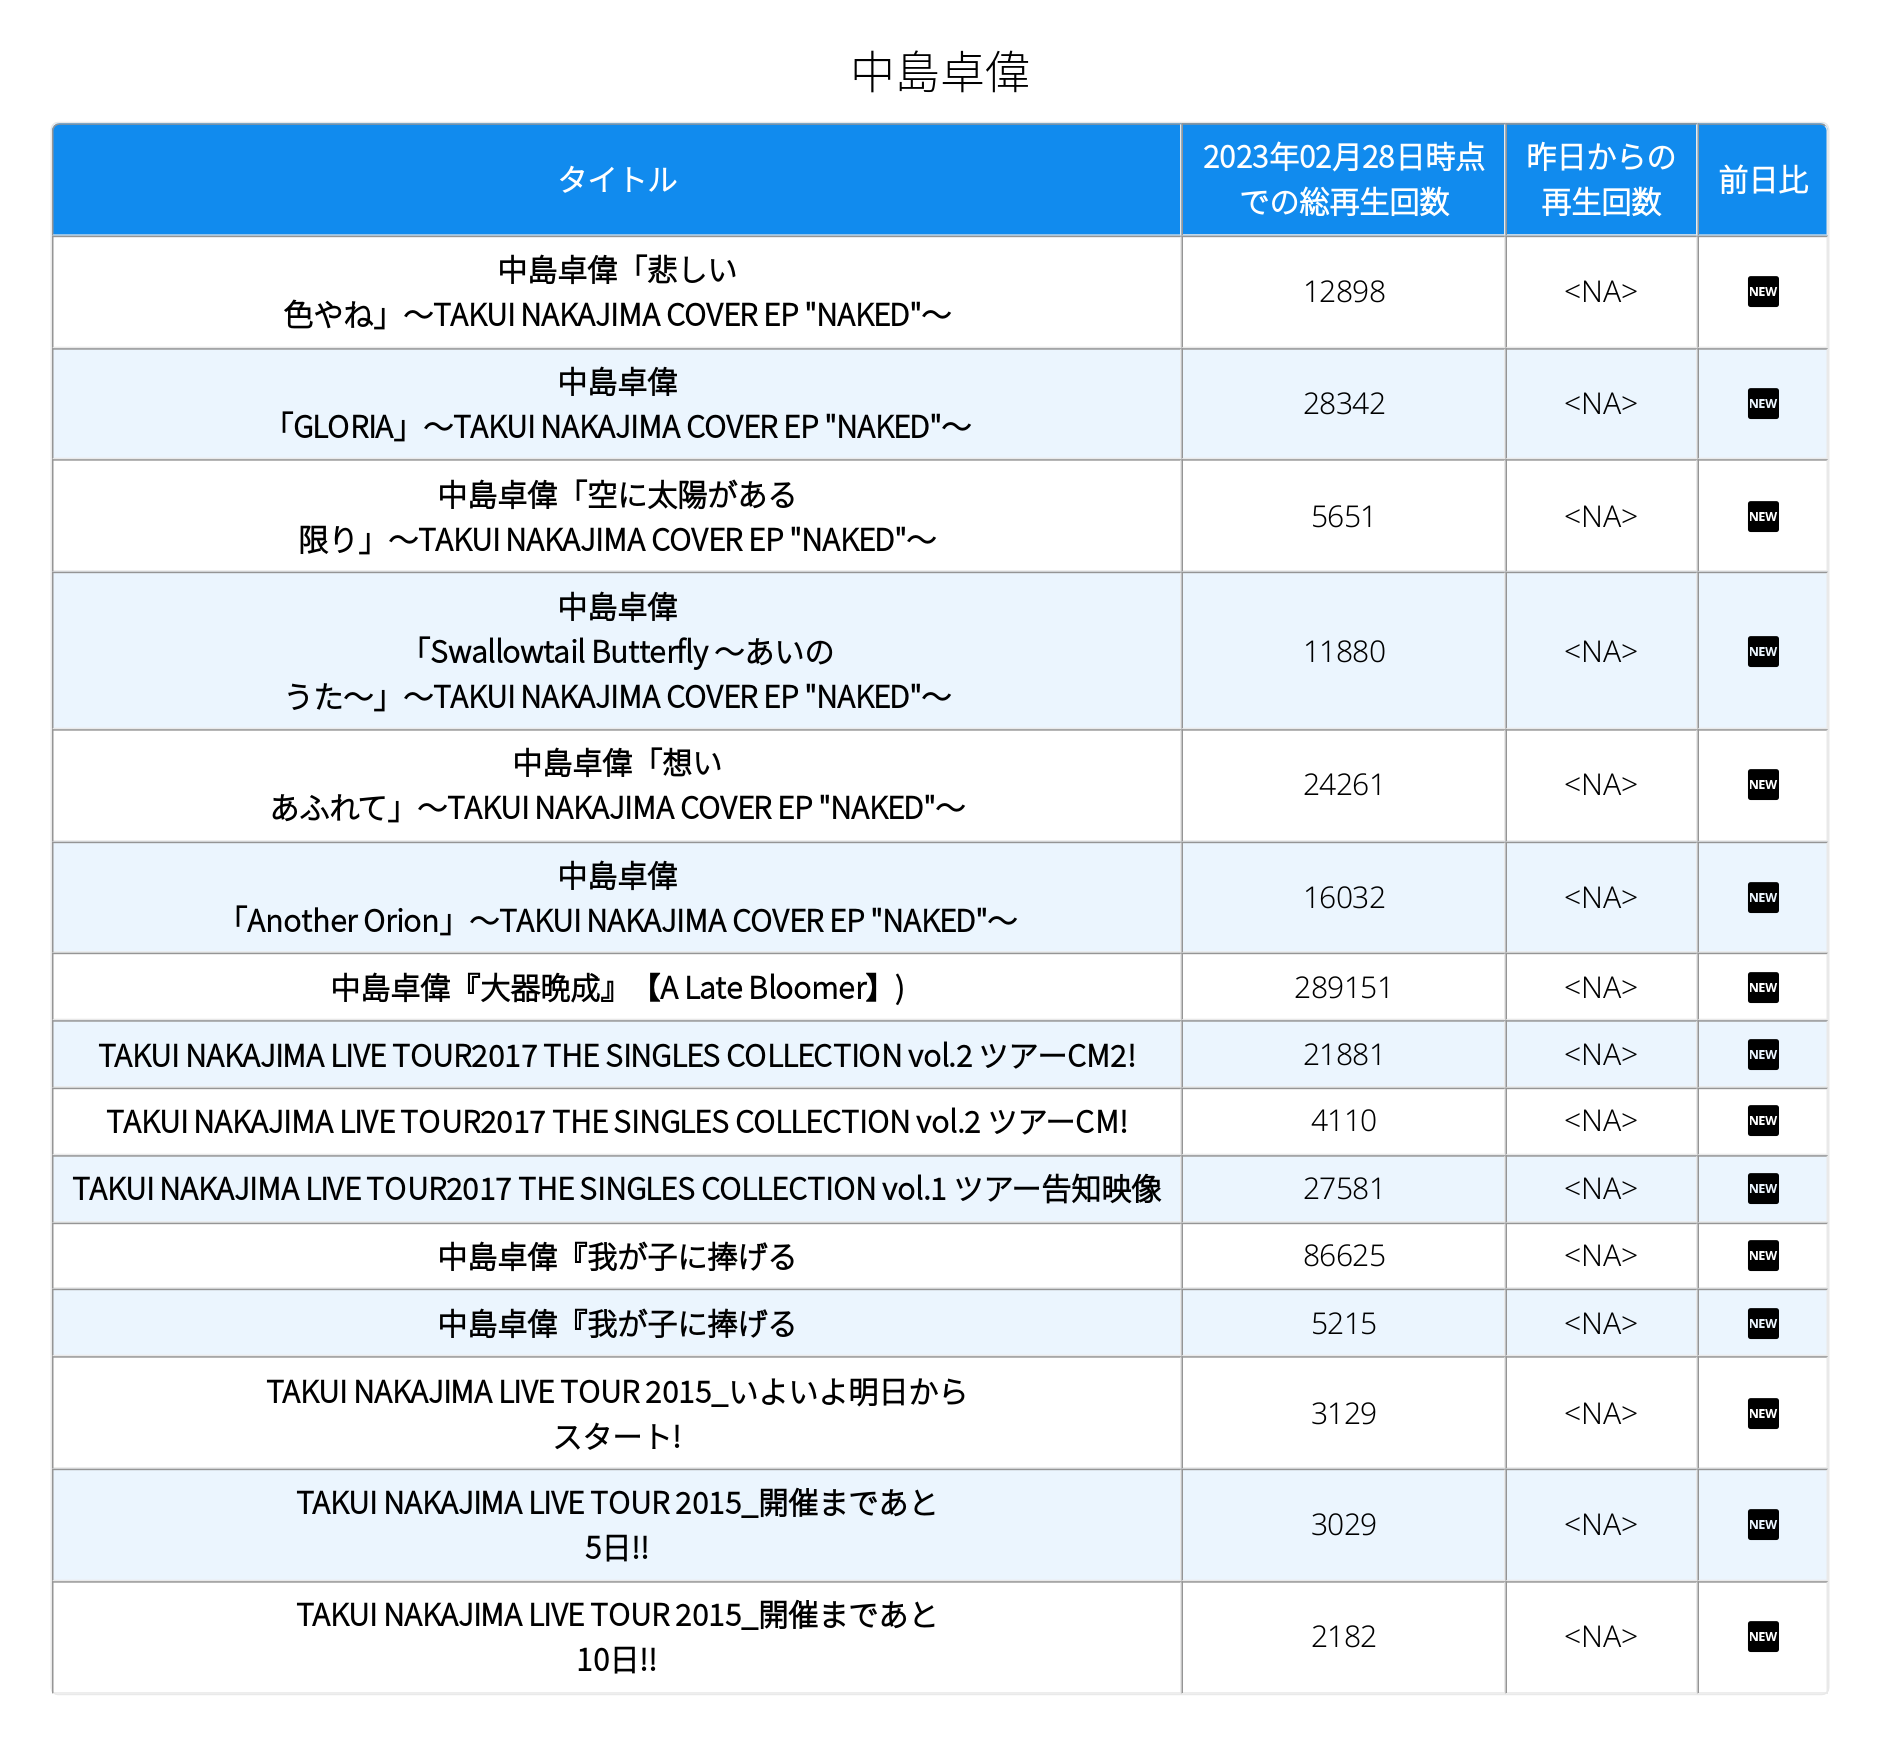 中島卓偉
タイトル
2023年02月28日時点
での総再生回数
昨日からの
再生回数
前日比
中島卓偉「悲しい
色やね」～TAKUI NAKAJIMA COVER EP "NAKED"～
12898
<NA>
NEW
中島卓偉
「GLORIA」～TAKUI NAKAJIMA COVER EP "NAKED"～
28342
<NA>
NEW
中島卓偉「空に太陽がある
限り」～TAKUI NAKAJIMA COVER EP "NAKED"～
5651
<NA>
NEW
中島卓偉
「Swallowtail Butterfly ～あいの
うた～」～TAKUI NAKAJIMA COVER EP "NAKED"～
11880
<NA>
NEW
中島卓偉「想い
あふれて」～TAKUI NAKAJIMA COVER EP "NAKED"～
24261
<NA>
NEW
中島卓偉
「Another Orion」～TAKUI NAKAJIMA COVER EP "NAKED"～
16032
<NA>
NEW
中島卓偉『大器晩成』【A Late Bloomer】)
289151
<NA>
NEW
TAKUI NAKAJIMA LIVE TOUR2017 THE SINGLES COLLECTION vol.2 ツアーCM2!
21881
<NA>
NEW
TAKUI NAKAJIMA LIVE TOUR2017 THE SINGLES COLLECTION vol.2 ツアーCM!
4110
<NA>
NEW
TAKUI NAKAJIMA LIVE TOUR2017 THE SINGLES COLLECTION vol.1 ツアー告知映像
27581
<NA>
NEW
中島卓偉『我が子に捧げる
86625
<NA>
NEW
中島卓偉『我が子に捧げる
5215
<NA>
NEW
TAKUI NAKAJIMA LIVE TOUR 2015_いよいよ明日から
スタート!
3129
<NA>
NEW
TAKUI NAKAJIMA LIVE TOUR 2015_開催まであと
5日!!
3029
<NA>
NEW
TAKUI NAKAJIMA LIVE TOUR 2015_開催まであと
10日!!
2182
<NA>
NEW